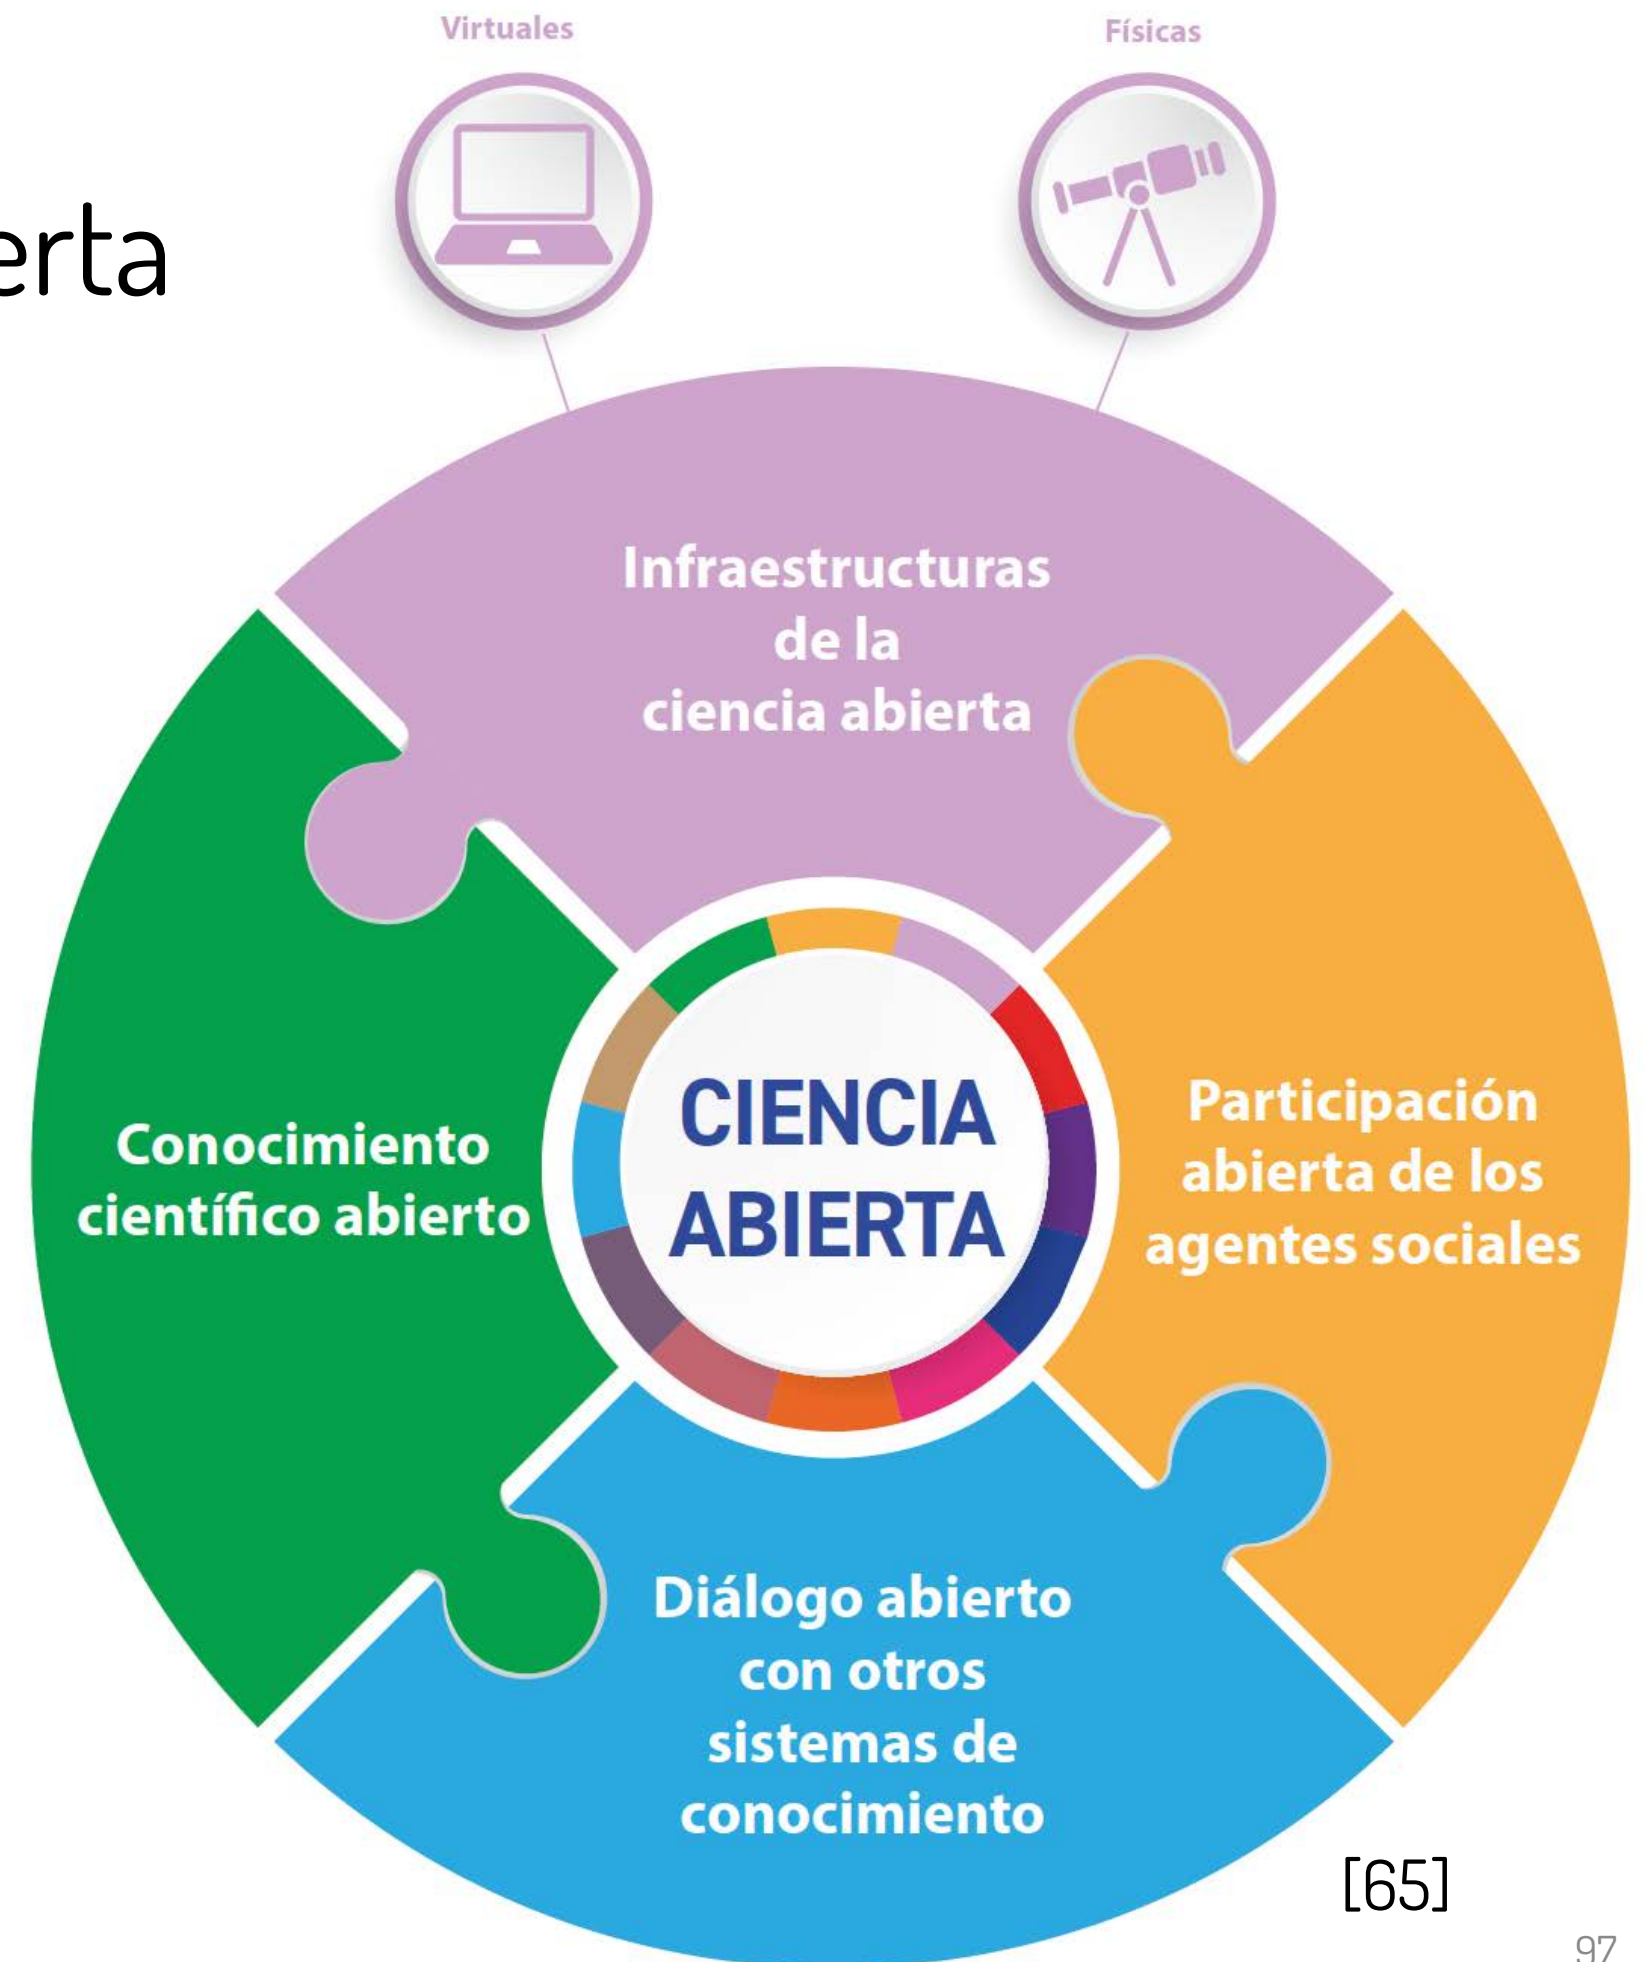 Virtuales
Físicas
erta
Infraestructuras
de la
ciencia abierta
Conocimiento
científico abierto
CIENCIA
ABIERTA
Participación
abierta de los
agentes sociales
Diálogo abierto
con otros
sistemas de
conocimiento
[65]
97